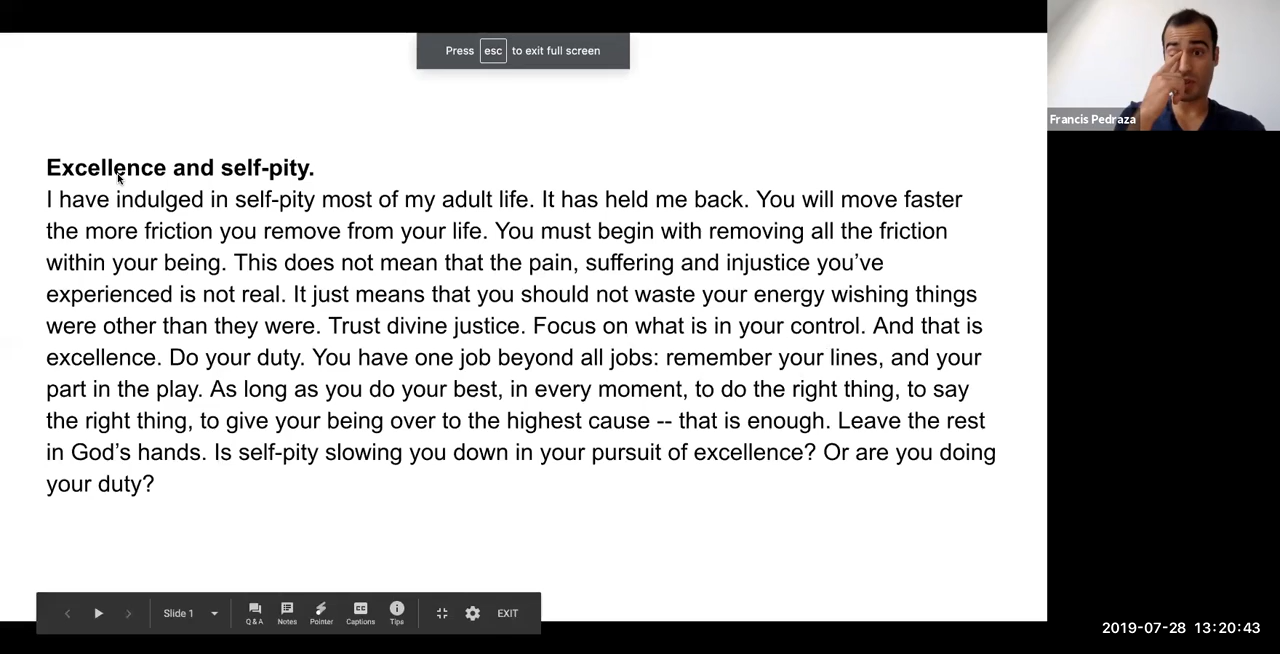 Press esc to exit full screen
Francis Pedraza
Excellence and self-pity.
I have indulged in self-pity most of my adult life. It has held me back. You will move faster
the more friction you remove from your life. You must begin with removing all the friction
within your being. This does not mean that the pain, suffering and injustice you’ve
experienced is not real. It just means that you should not waste your energy wishing things
were other than they were. Trust divine justice. Focus on what is in your control. And that is
excellence. Do your duty. You have one job beyond all jobs: remember your lines, and your
part in the play. As long as you do your best, in every moment, to do the right thing, to say
the right thing, to give your being over to the highest cause -- that is enough. Leave the rest
in God’s hands. Is self-pity slowing you down in your pursuit of excellence? Or are you doing
your duty?
Slide 1
CC
Q & A Notes Pointer Captions Tips
EXIT
2019-07-28 13:20:43